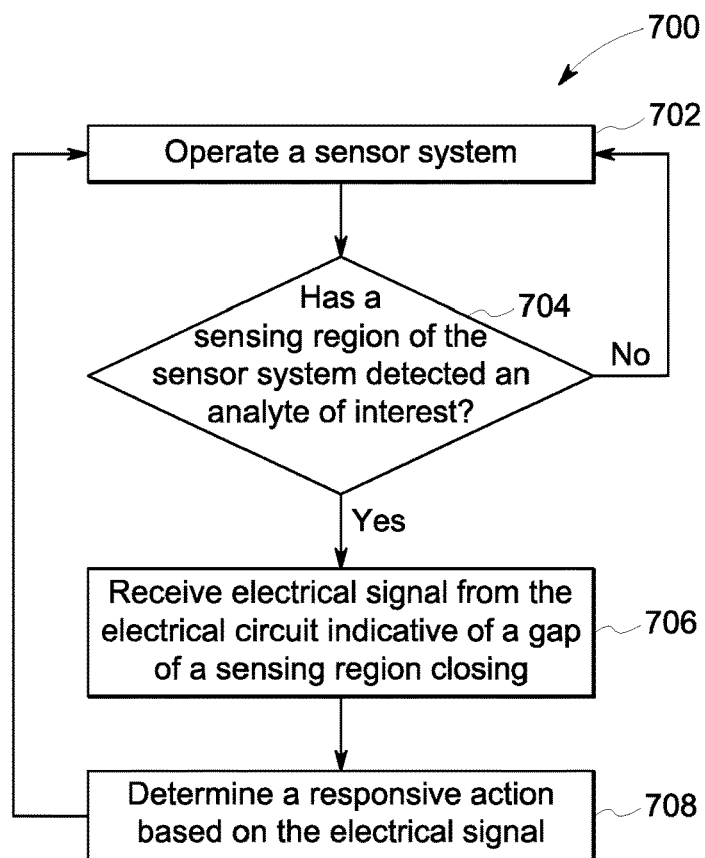 700
702
Operate a sensor system
Has a
704
sensing region of the
sensor system detected an
analyte of interest?
No
Yes
Receive electrical signal from the
electrical circuit indicative of a gap
of a sensing region closing
706
Determine a responsive action
based on the electrical signal
708